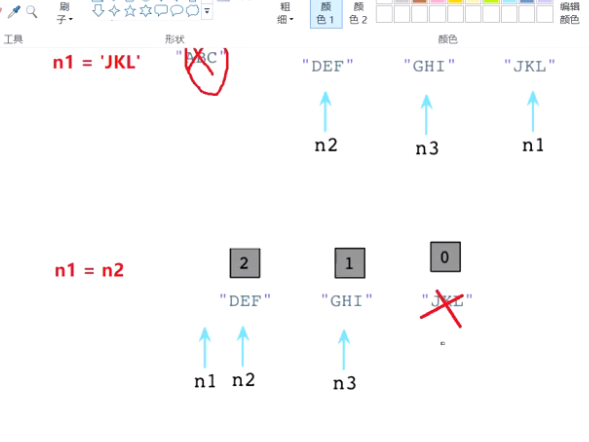 刷 粗 颜 颜 编辑
子 细 色 1 色 2 颜色
工具 形状 颜色
n1 = 'JKL' "ABC"
"DEF" "GHI" "JKL"
n2 n3 n1
2 1 0
n1 = n2
"DEF" "GHI" "JKL"
n1 n2 n3